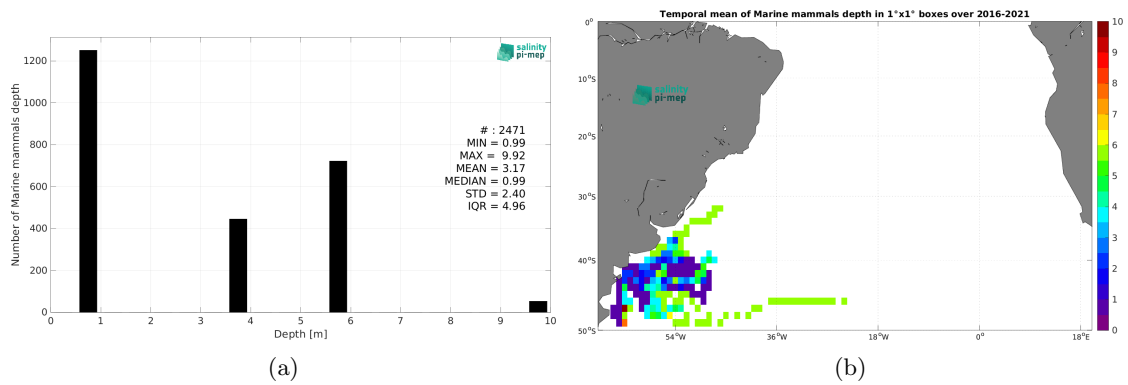 1200
1000
800
600
400
200
0
Number of Marine mammals depth
salinity
pi-mep
# : 2471
MIN = 0.99
MAX = 9.92
MEAN = 3.17
MEDIAN = 0.99
STD = 2.40
IQR = 4.96
0 1 2 3 4 5 6 7 8 9 10
Depth [m]
(a)
Temporal mean of Marine mammals depth in 1°x1° boxes over 2016-2021
0°
10°S
20°S
30°S
40°S
50°S
salinity
pi-mep
54°W 36°W 18°W 0° 18°E
10
9
8
7
6
5
4
3
2
1
0
(b)